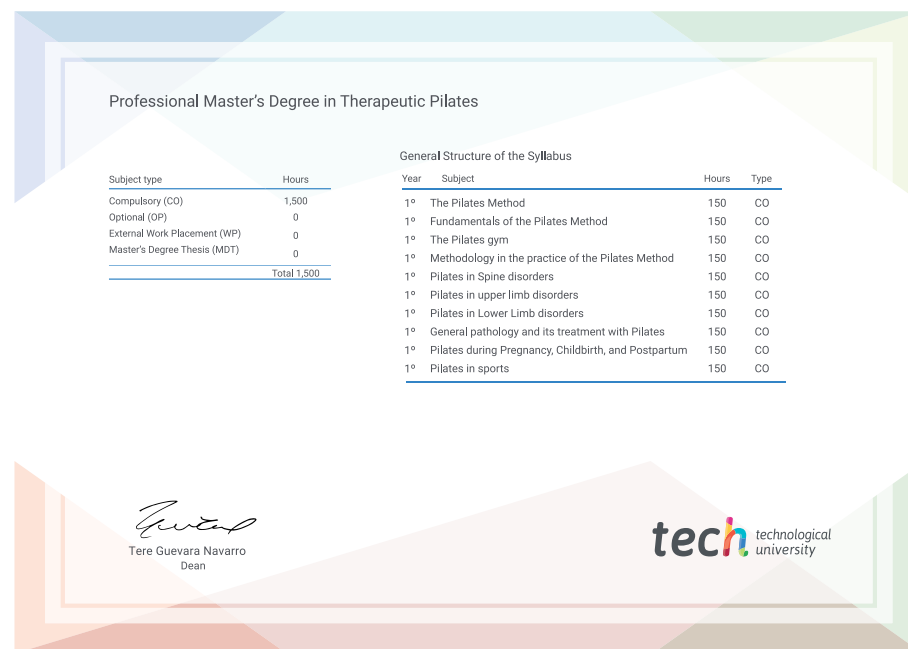 Professional Master's Degree in Therapeutic Pilates
Subject type Hours
Compulsory (CO) 1,500
Optional (OP) 0
External Work Placement (WP) 0
Master's Degree Thesis (MDT) 0
Total 1,500
General Structure of the Syllabus
Year Subject Hours Type
1º The Pilates Method 150 CO
1º Fundamentals of the Pilates Method 150 CO
1º The Pilates gym 150 CO
1º Methodology in the practice of the Pilates Method 150 CO
1º Pilates in Spine disorders 150 CO
1º Pilates in upper limb disorders 150 CO
1º Pilates in Lower Limb disorders 150 CO
1º General pathology and its treatment with Pilates 150 CO
1º Pilates during Pregnancy, Childbirth, and Postpartum 150 CO
1º Pilates in sports 150 CO
Tere Guevara Navarro
Dean
tech technological
university